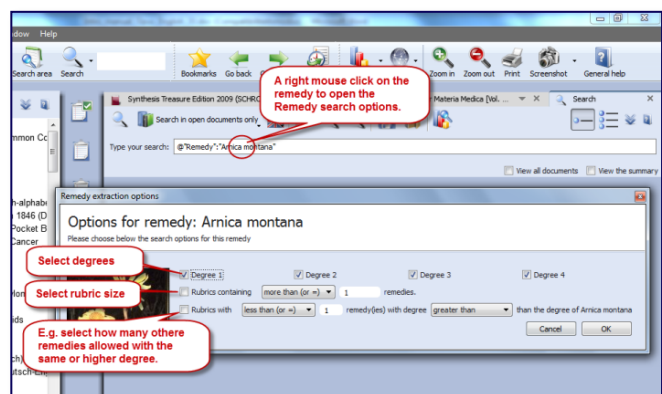 ndow Help
Search area Search Bookmarks Go back Zoom in Zoom out Print Screenshot General help
A right mouse click on the
remedy to open the
Remedy search options.
Synthesis Treasure Edition 2009 (SCHRO
Materia Medica [Vol. ...
Search
Search in open documents only
Type your search: @"Remedy":"Arnica montana"
View all documents View the summary
mmon Co
h-alphabe
1846 (D
Pocket B
Cancer
Remedy extraction options
Options for remedy: Arnica montana
Please choose below the search options for this remedy
Select degrees
Degree 1 Degree 2 Degree 3 Degree 4
Select rubric size
Rubrics containing more than (or =) 1 remedies.
Rubrics with less than (or =) 1 remedy(ies) with degree greater than than the degree of Arnica montana
E.g. select how many othere
remedies allowed with the
same or higher degree.
Cancel OK
ylon
ids
ch)
utsch-En